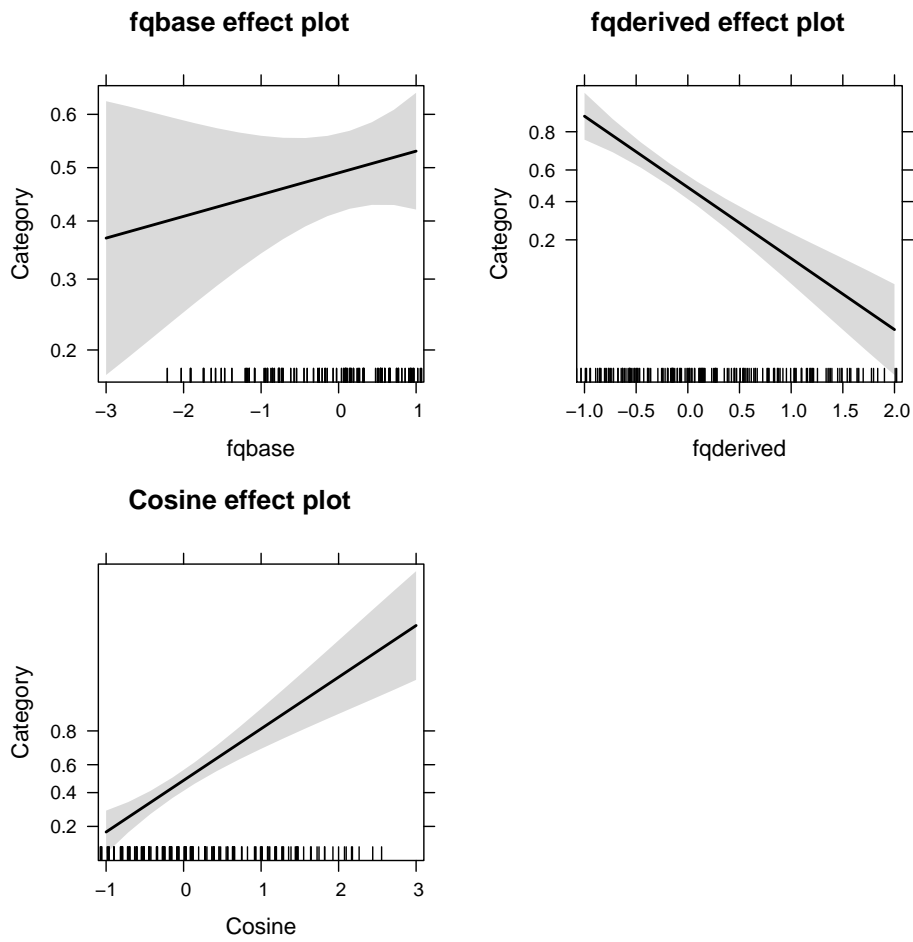 fqbase effect plot
Category
0.6
0.5
0.4
0.3
0.2
−3 −2 −1 0 1
fqbase
fqderived effect plot
Category
0.8
0.6
0.4
0.2
−1.0 −0.5 0.0 0.5 1.0 1.5 2.0
fqderived
Cosine effect plot
Category
0.8
0.6
0.4
0.2
−1 0 1 2 3
Cosine